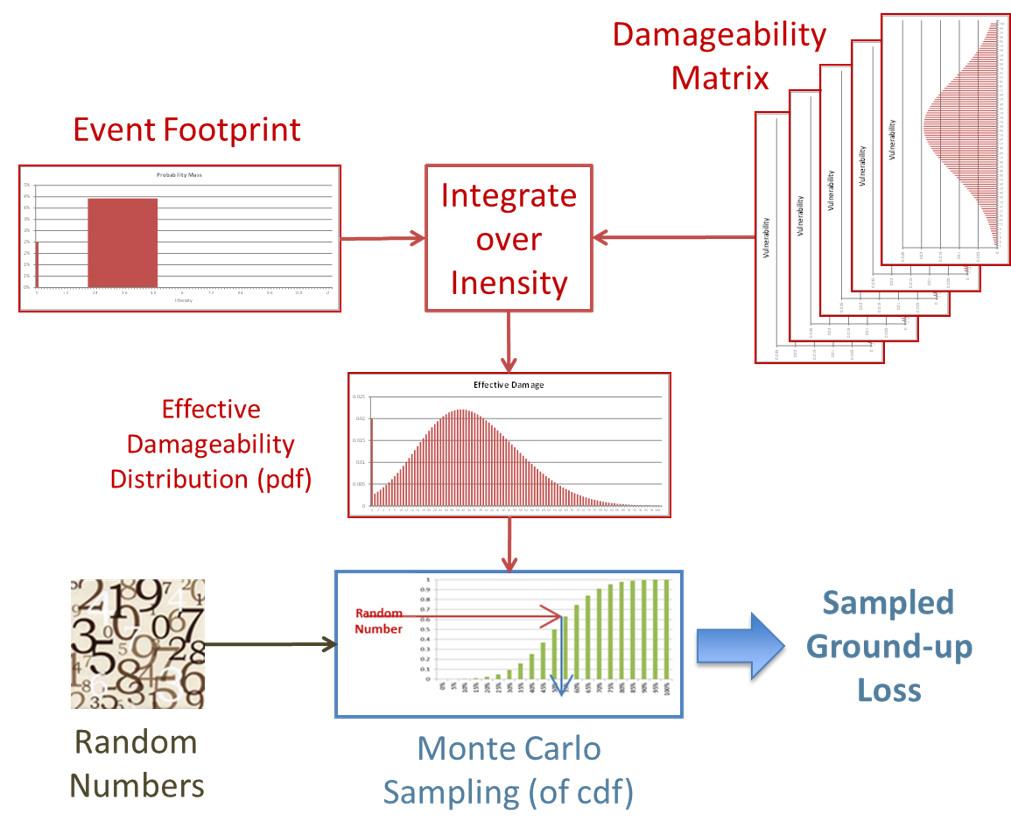 Damageability
Matrix
Event Footprint
Probability Mass
Intensity
Integrate
over
Inensity
Vulnerability
Vulnerability
Vulnerability
Vulnerability
Vulnerability
Effective Damage
0.025
0.02
0.015
0.01
0.005
0
Effective
Damageability
Distribution (pdf)
1
0.9
0.8
0.7
0.6
0.5
0.4
0.3
0.2
0.1
0
Random
Number
0% 5% 10% 15% 20% 25% 30% 35% 40% 45% 60% 65% 70% 75% 80% 85% 90% 95% 100%
Sampled
Ground-up
Loss
Random
Numbers
Monte Carlo
Sampling (of cdf)